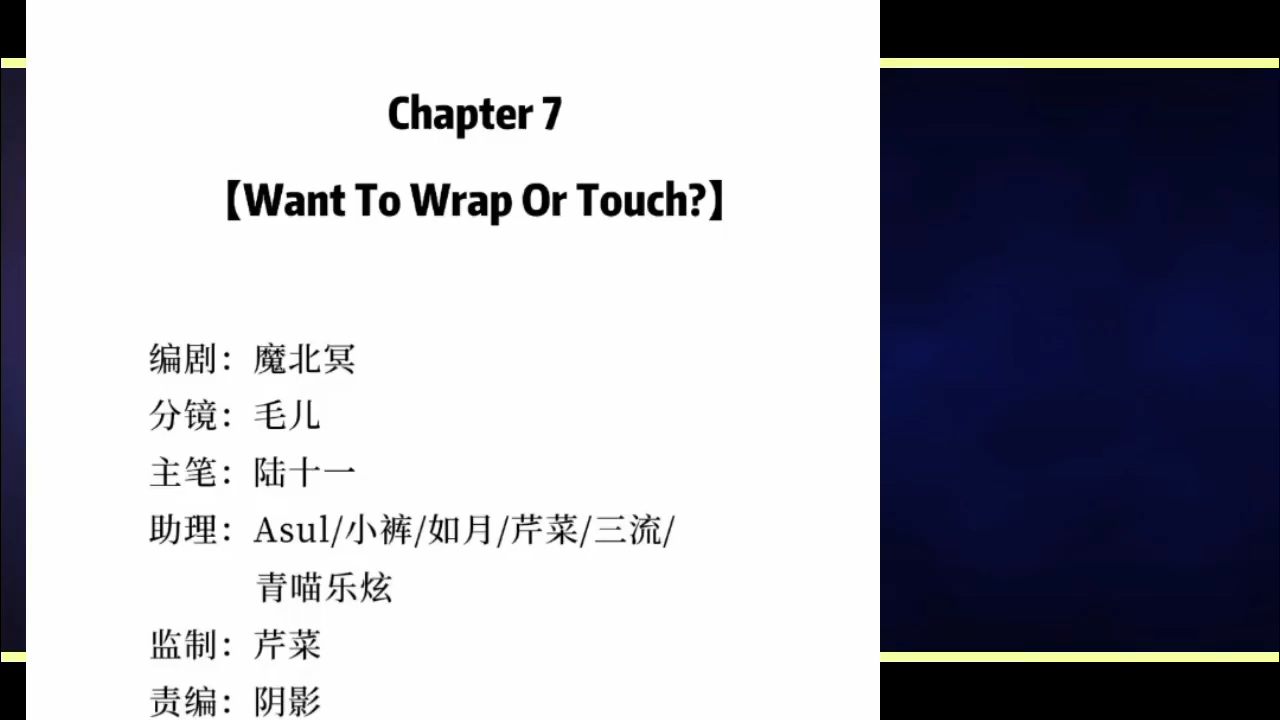 Chapter 7
【Want To Wrap Or Touch?】
编剧：魔北冥
分镜：毛儿
主笔：陆十一
助理：Asul/小裤/如月/芹菜/三流/
青喵乐炫
监制：芹菜
责编：阴影